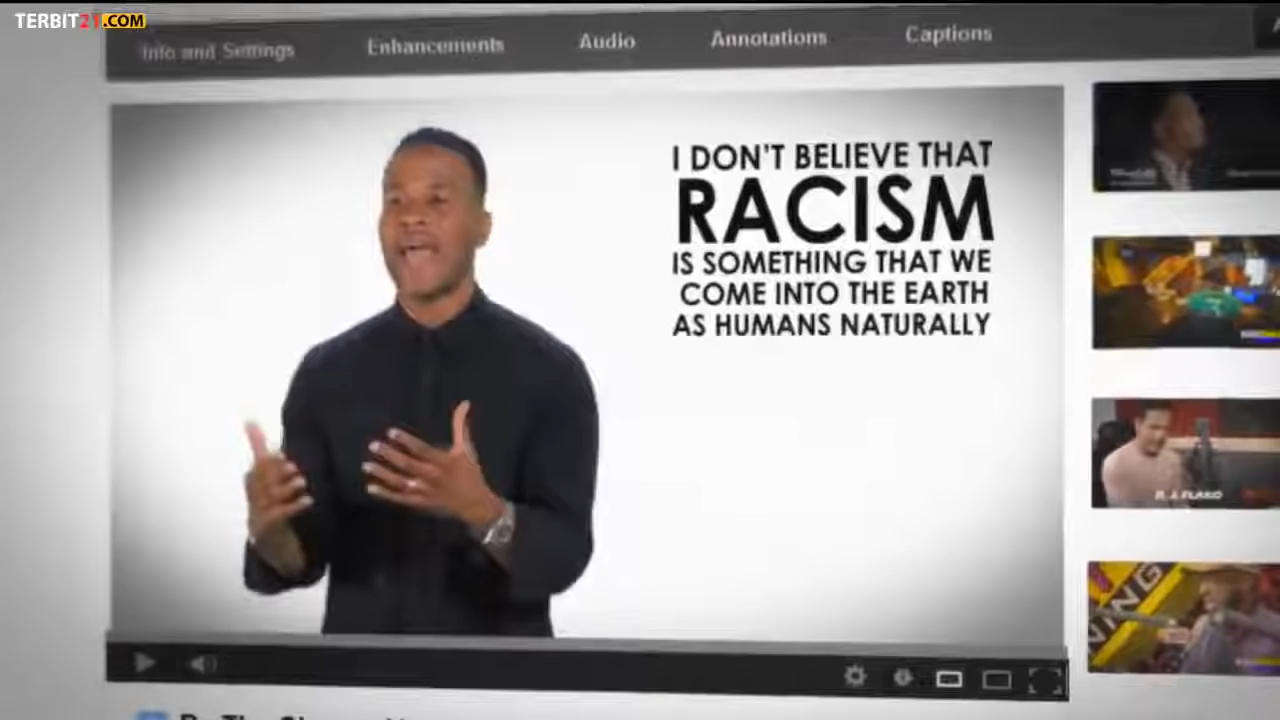 TERBIT21.COM
Info and Settings
Enhancements
Audio
Annotations
Captions
I DON'T BELIEVE THAT
RACISM
IS SOMETHING THAT WE
COME INTO THE EARTH
AS HUMANS NATURALLY